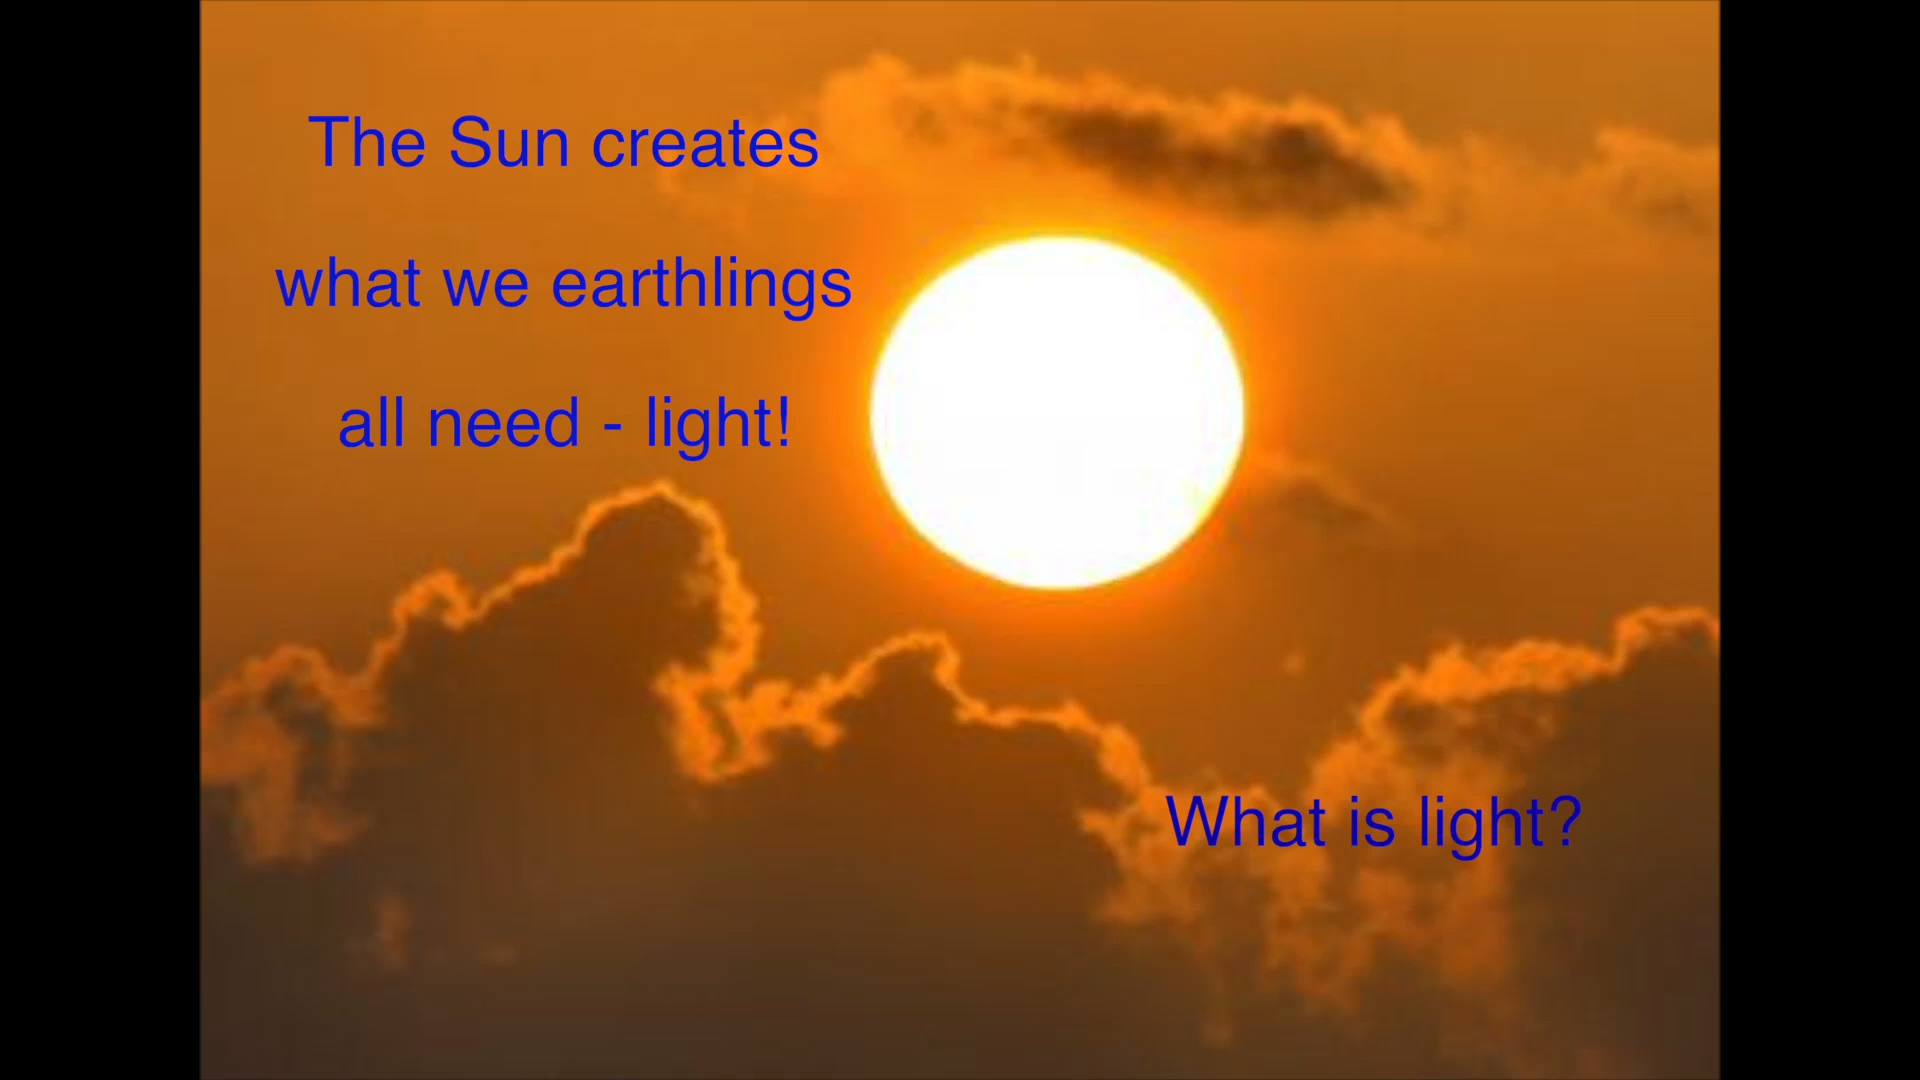 The Sun creates
what we earthlings
all need - light!
What is light?